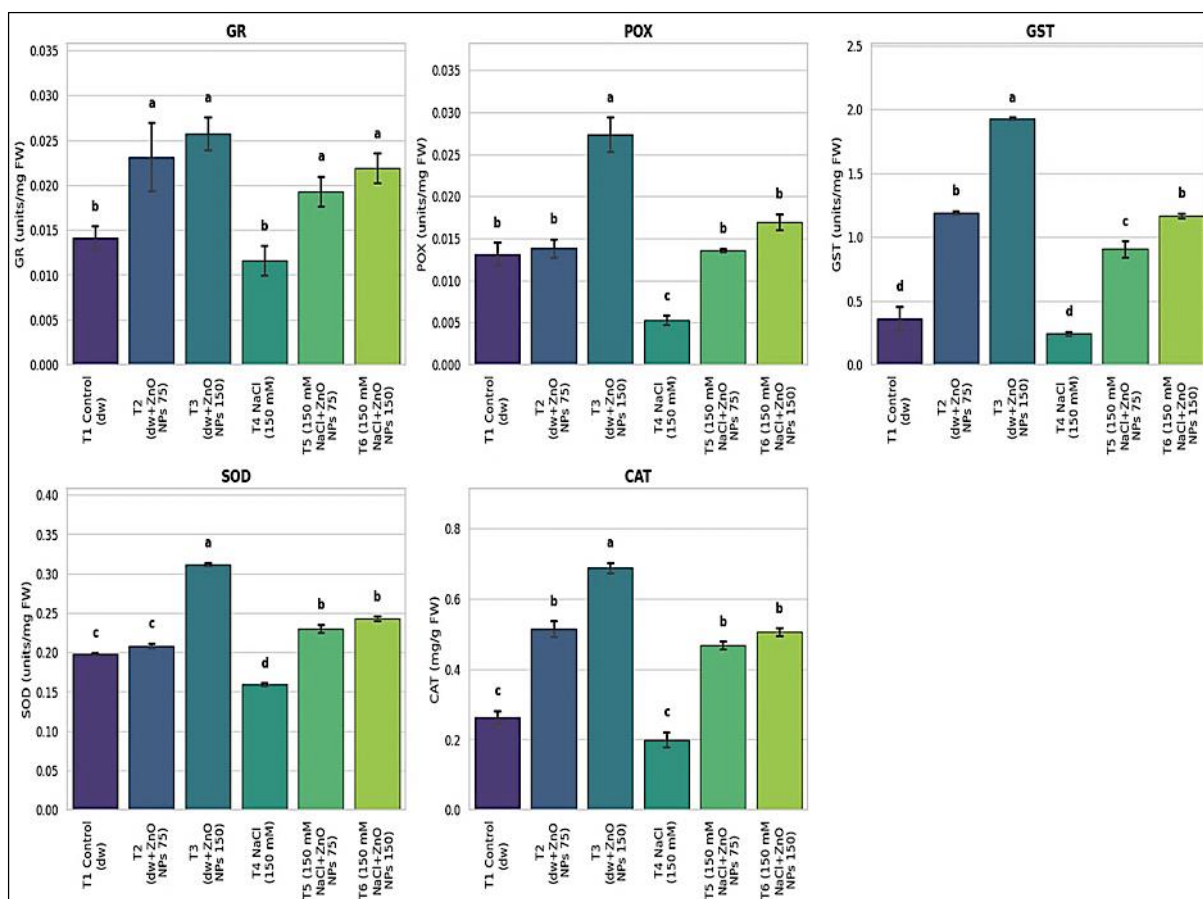 GR
GR (units/mg FW)
0.035
0.030
0.025
0.020
0.015
0.010
0.005
0.000
b
a
a
b
a
a
T1 Control
(dw)
T2
(dw+ZnO
NPs 75)
T3
(dw+ZnO
NPs 150)
T4 NaCl
(150 mM)
T5 (150 mM
NaCl+ZnO
NPs 75)
T6 (150 mM
NaCl+ZnO
NPs 150)
POX
POX (units/mg FW)
0.035
0.030
0.025
0.020
0.015
0.010
0.005
0.000
b
b
a
c
b
b
T1 Control
(dw)
T2
(dw+ZnO
NPs 75)
T3
(dw+ZnO
NPs 150)
T4 NaCl
(150 mM)
T5 (150 mM
NaCl+ZnO
NPs 75)
T6 (150 mM
NaCl+ZnO
NPs 150)
GST
GST (units/mg FW)
2.5
2.0
1.5
1.0
0.5
0.0
d
b
a
d
c
b
T1 Control
(dw)
T2
(dw+ZnO
NPs 75)
T3
(dw+ZnO
NPs 150)
T4 NaCl
(150 mM)
T5 (150 mM
NaCl+ZnO
NPs 75)
T6 (150 mM
NaCl+ZnO
NPs 150)
SOD
SOD (units/mg FW)
0.40
0.35
0.30
0.25
0.20
0.15
0.10
0.05
0.00
c
c
a
d
b
b
T1 Control
(dw)
T2
(dw+ZnO
NPs 75)
T3
(dw+ZnO
NPs 150)
T4 NaCl
(150 mM)
T5 (150 mM
NaCl+ZnO
NPs 75)
T6 (150 mM
NaCl+ZnO
NPs 150)
CAT
CAT (mg/g FW)
0.8
0.6
0.4
0.2
0.0
c
b
a
c
b
b
T1 Control
(dw)
T2
(dw+ZnO
NPs 75)
T3
(dw+ZnO
NPs 150)
T4 NaCl
(150 mM)
T5 (150 mM
NaCl+ZnO
NPs 75)
T6 (150 mM
NaCl+ZnO
NPs 150)